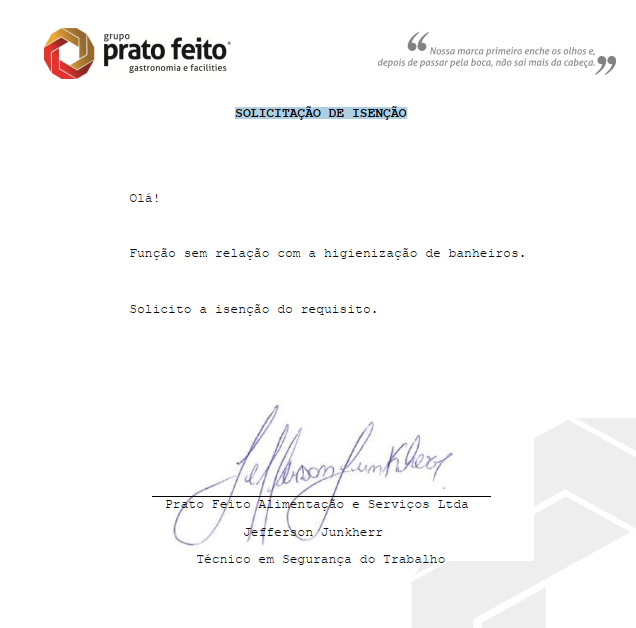 grupo
prato feito®
gastronomia e facilities
“Nossa marca primeiro enche os olhos e,
depois de passar pela boca, não sai mais da cabeça.”
SOLICITAÇÃO DE ISENÇÃO
Olá!
Função sem relação com a higienização de banheiros.
Solicito a isenção do requisito.
Jefferson Junkherr
Prato Feito Alimentação e Serviços Ltda
Jefferson Junkherr
Técnico em Segurança do Trabalho